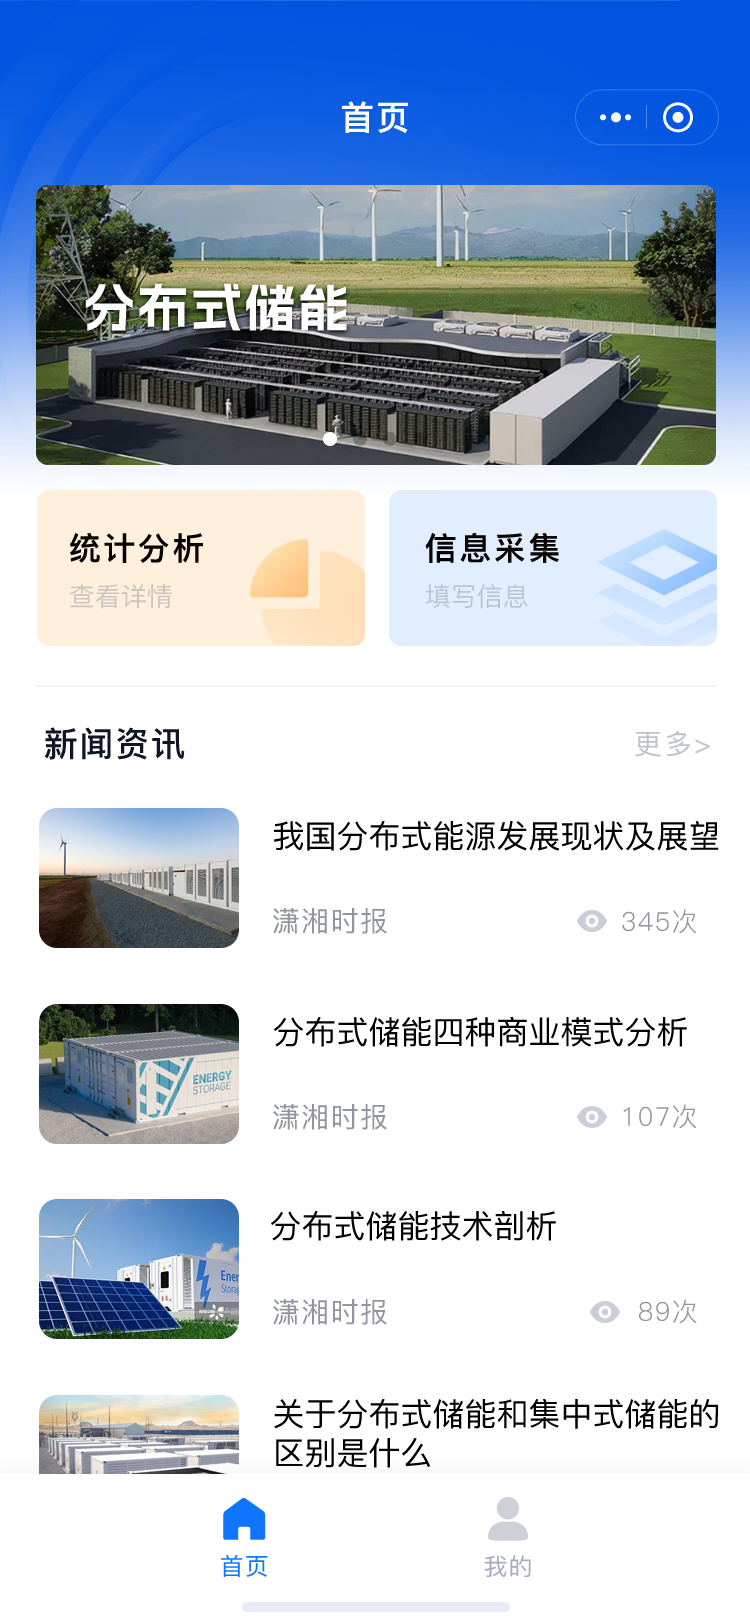 首页
分布式储能
统计分析
查看详情
信息采集
填写信息
新闻资讯
更多>
我国分布式能源发展现状及展望
潇湘时报
345次
ENERGY
STORAGE
分布式储能四种商业模式分析
潇湘时报
107次
Ener
Storag
分布式储能技术剖析
潇湘时报
89次
关于分布式储能和集中式储能的
区别是什么
首页
我的